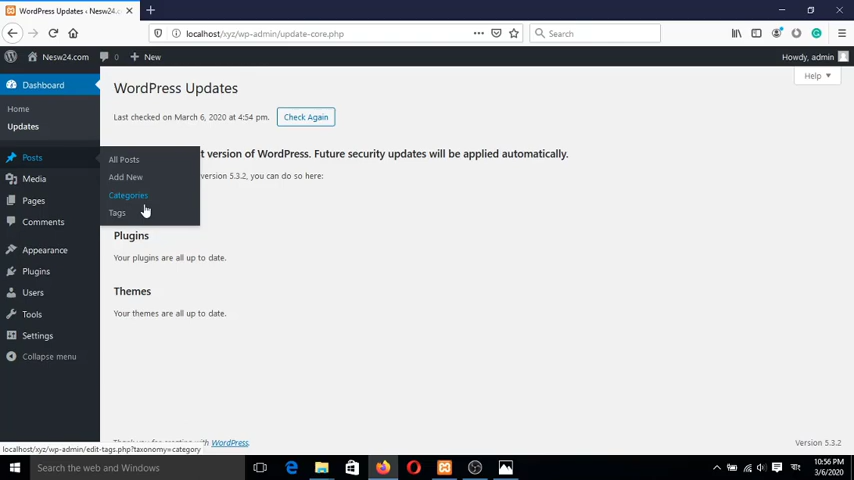 WordPress Updates ‹ Nesw24.c
localhost/xyz/wp-admin/update-core.php
Search
Nesw24.com
0
New
Howdy, admin
Dashboard
Home
Updates
Posts
Media
Pages
Comments
Appearance
Plugins
Users
Tools
Settings
Collapse menu
All Posts
Add New
Categories
Tags
Help
WordPress Updates
Last checked on March 6, 2020 at 4:54 pm.
Check Again
t version of WordPress. Future security updates will be applied automatically.
version 5.3.2, you can do so here:
Plugins
Your plugins are all up to date.
Themes
Your themes are all up to date.
WordPress.
Version 5.3.2
localhost/xyz/wp-admin/edit-tags.php?taxonomy=category
Search the web and Windows
10:56 PM
3/6/2020